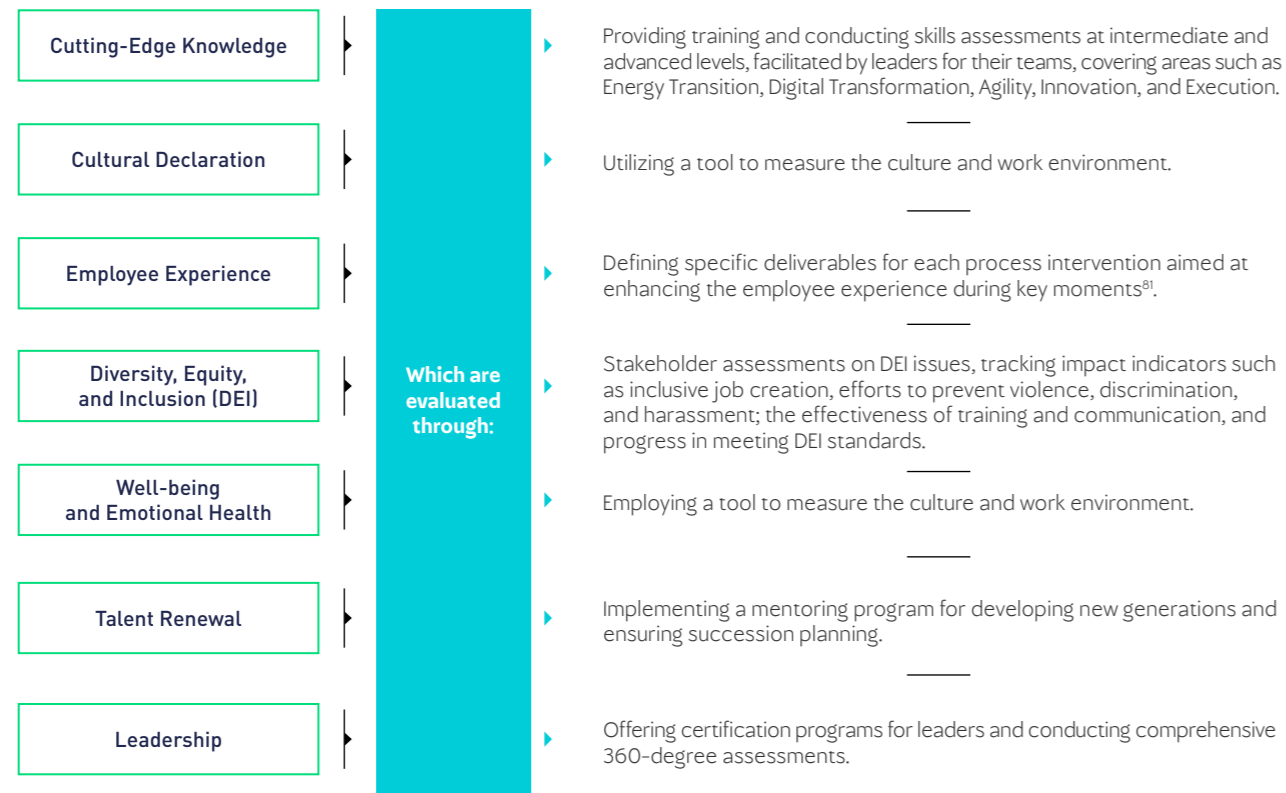 Cutting-Edge Knowledge
Providing training and conducting skills assessments at intermediate and
advanced levels, facilitated by leaders for their teams, covering areas such as
Energy Transition, Digital Transformation, Agility, Innovation, and Execution.
Cultural Declaration
Utilizing a tool to measure the culture and work environment.
Employee Experience
Defining specific deliverables for each process intervention aimed at
enhancing the employee experience during key moments⁸¹.
Diversity, Equity,
and Inclusion (DEI)
Which are
evaluated
through:
Stakeholder assessments on DEI issues, tracking impact indicators such
as inclusive job creation, efforts to prevent violence, discrimination,
and harassment; the effectiveness of training and communication, and
progress in meeting DEI standards.
Well-being
and Emotional Health
Employing a tool to measure the culture and work environment.
Talent Renewal
Implementing a mentoring program for developing new generations and
ensuring succession planning.
Leadership
Offering certification programs for leaders and conducting comprehensive
360-degree assessments.